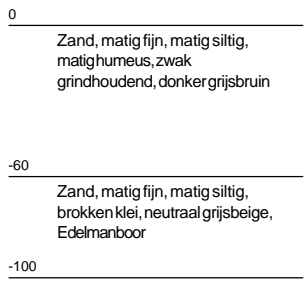 0
Zand, matig fijn, matig siltig,
matig humeus, zwak
grindhoudend, donker grijsbruin
-60
Zand, matig fijn, matig siltig,
brokken klei, neutraal grijsbeige,
Edelmanboor
-100